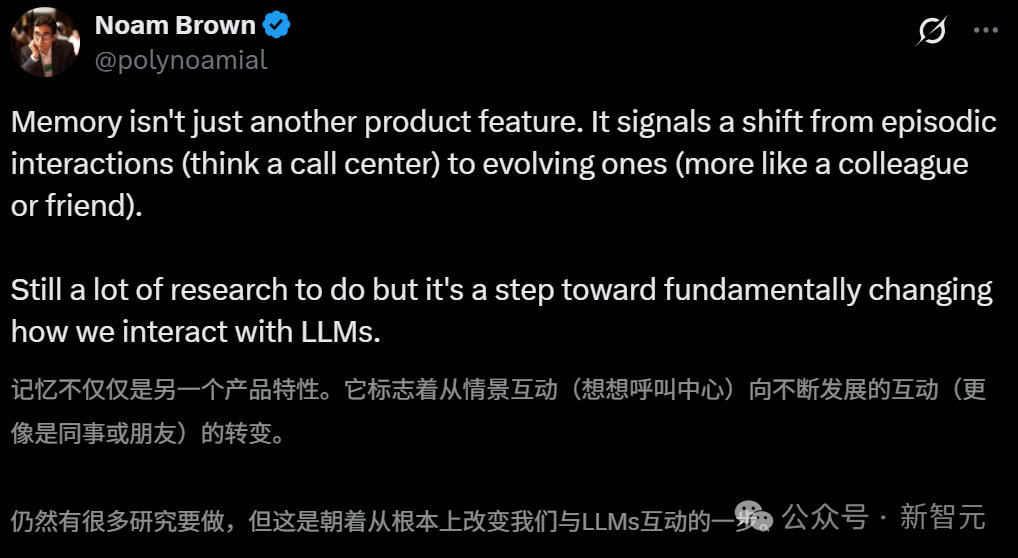 Noam Brown
@polynoamial
Memory isn't just another product feature. It signals a shift from episodic
interactions (think a call center) to evolving ones (more like a colleague
or friend).
Still a lot of research to do but it's a step toward fundamentally changing
how we interact with LLMs.
记忆不仅仅是另一个产品特性。它标志着从情景互动（想想呼叫中心）向不断发展的互动（更
像是同事或朋友）的转变。
仍然有很多研究要做，但这是朝着从根本上改变我们与LLMs互动的一步。
公众号 · 新智元